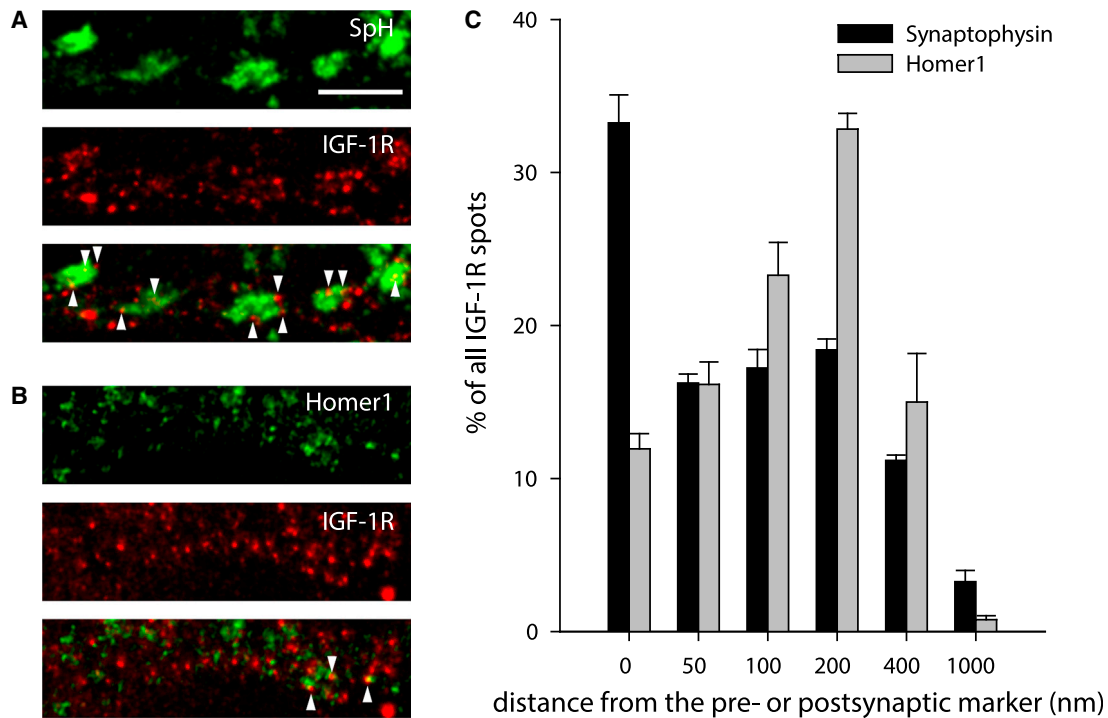 A
SpH
IGF-1R
B
Homer1
IGF-1R
C
Synaptophysin
Homer1
% of all IGF-1R spots
40
30
20
10
0
0 50 100 200 400 1000
distance from the pre- or postsynaptic marker (nm)